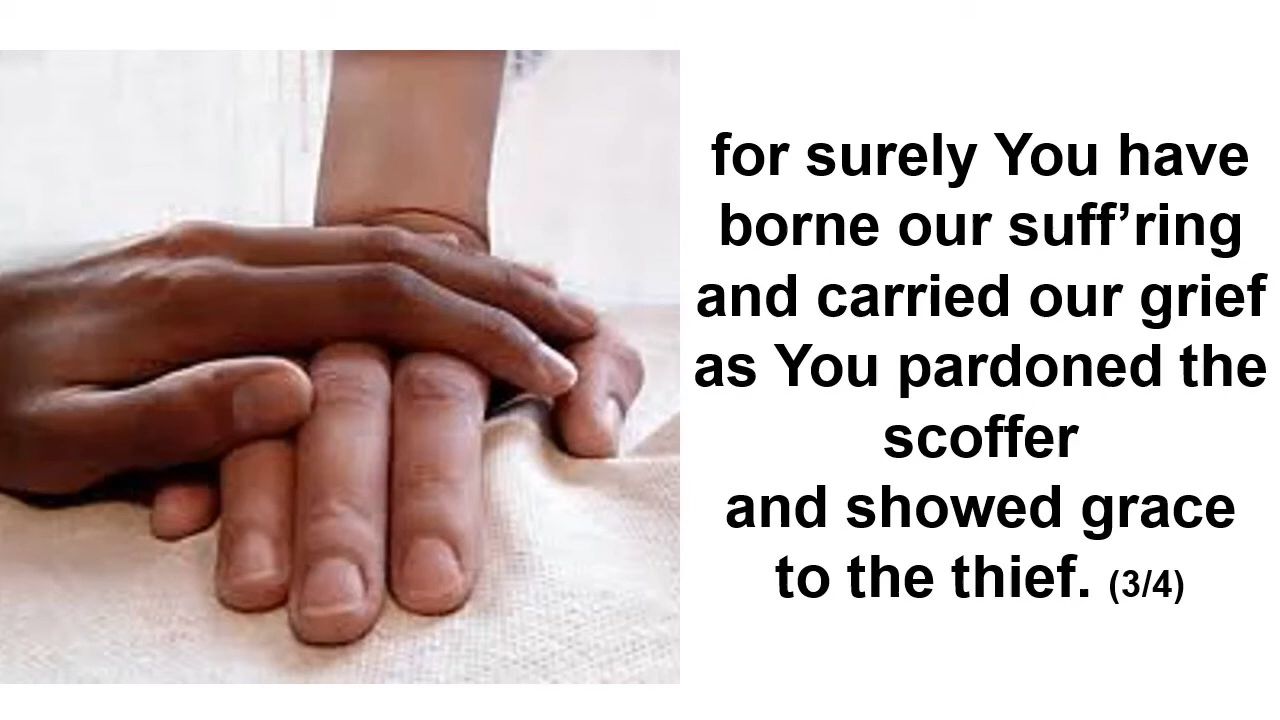 for surely You have
borne our suff’ring
and carried our grief
as You pardoned the
scoffer
and showed grace
to the thief. (3/4)